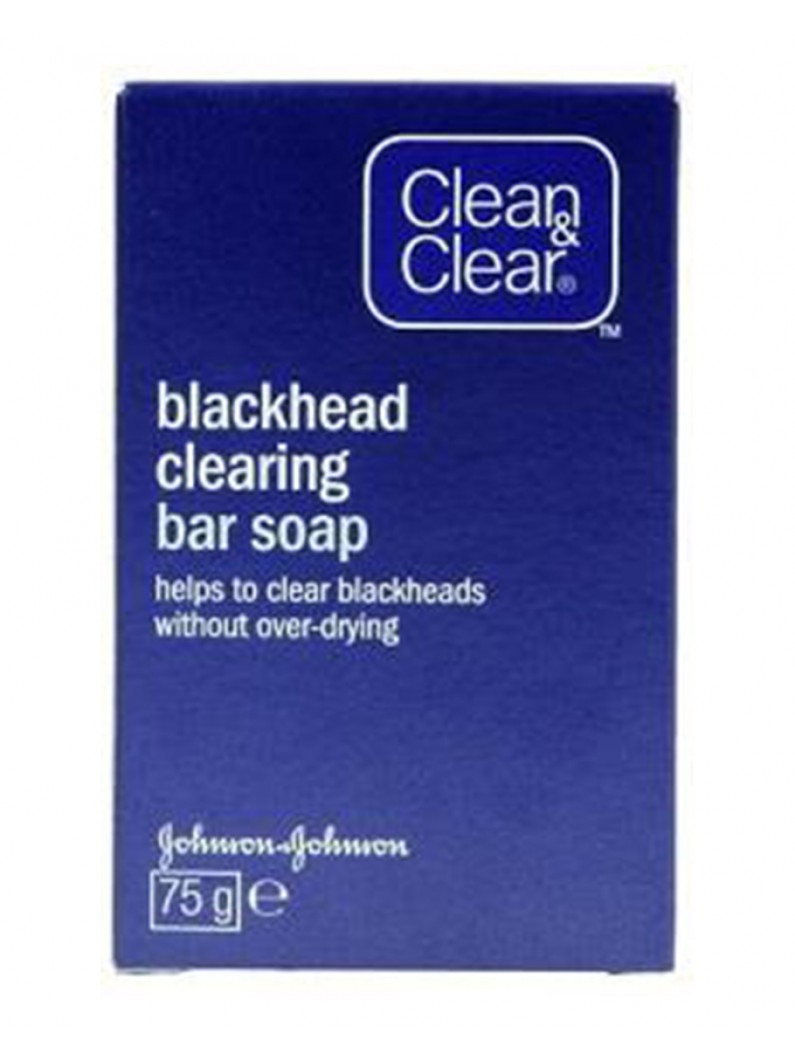 Clean
&
Clear®
TM
blackhead
clearing
bar soap
helps to clear blackheads
without over-drying
Johnson & Johnson
75 g ℮